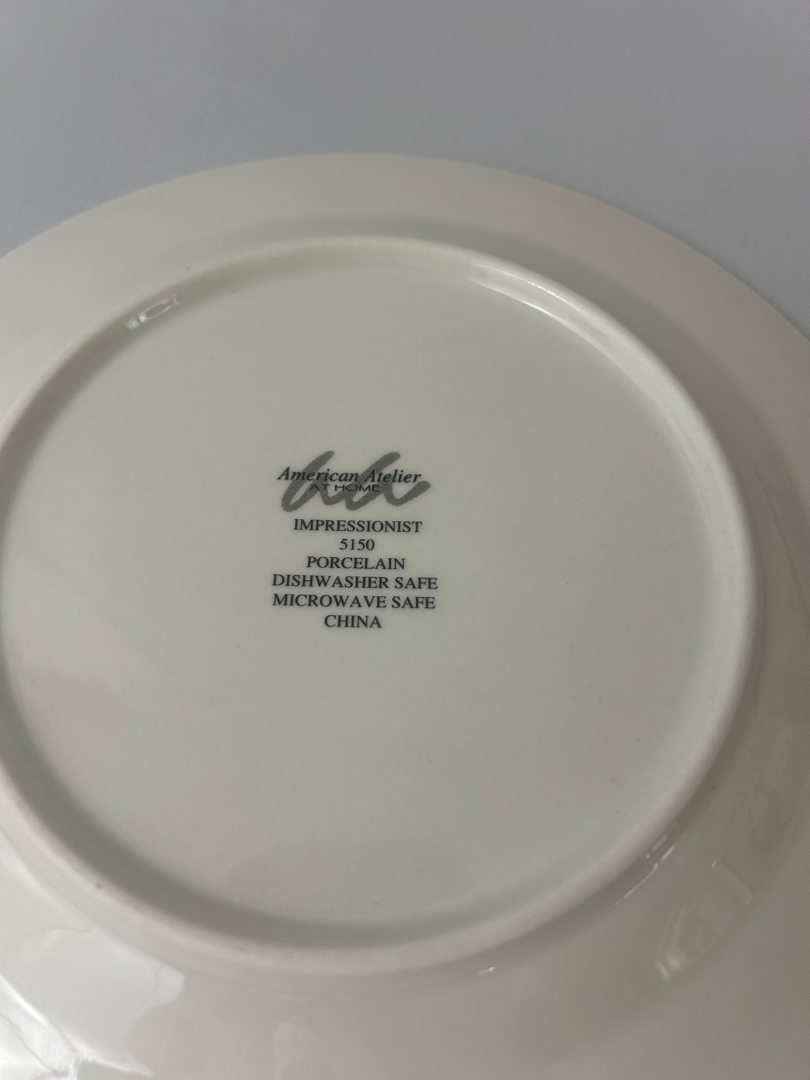 American Atelier
AT HOME
IMPRESSIONIST
5150
PORCELAIN
DISHWASHER SAFE
MICROWAVE SAFE
CHINA